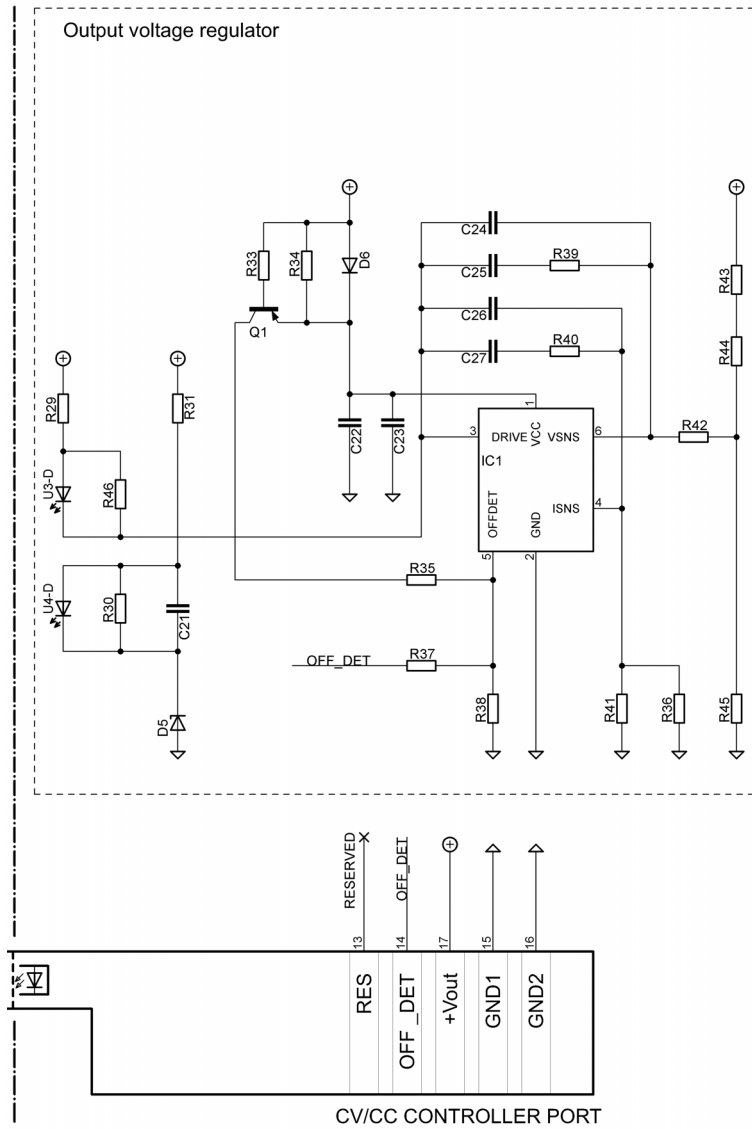 Output voltage regulator
C24
R33
R34
D6
C25
R39
R43
C26
Q1
R40
C27
R44
R29
R31
1
C22
C23
3
DRIVE
VCC
VSNS
6
R42
IC1
U3-D
R46
OFFDET
GND
ISNS
4
5
2
R35
U4-D
R30
C21
OFF_DET
R37
R38
R41
R36
R45
D5
RESERVED
OFF_DET
13
14
17
15
16
RES
OFF _DET
+Vout
GND1
GND2
CV/CC CONTROLLER PORT